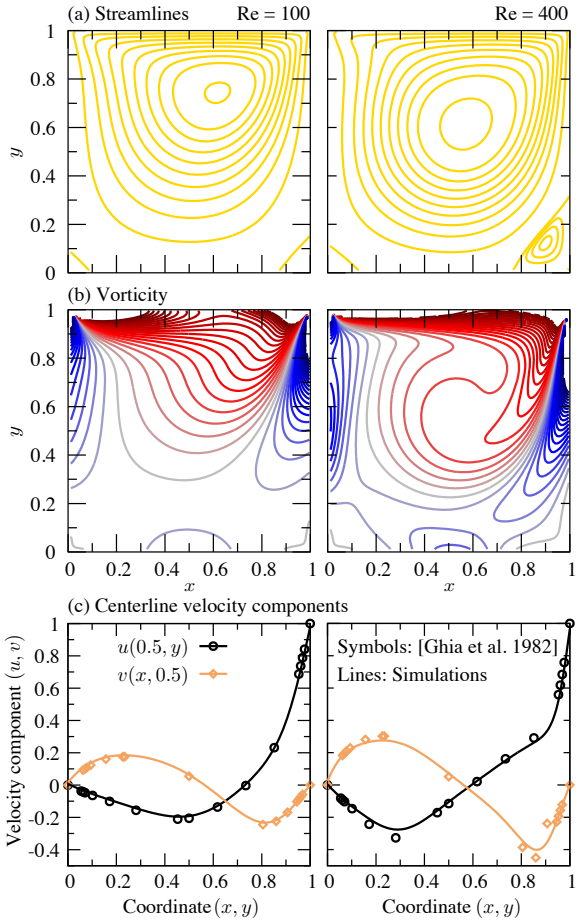 (a) Streamlines Re = 100 Re = 400
1
0.8
0.6
y
0.4
0.2
0
(b) Vorticity
1
0.8
0.6
y
0.4
0.2
0
0 0.2 0.4 0.6 0.8 1 0 0.2 0.4 0.6 0.8 1
x x
(c) Centerline velocity components
1
0.8
0.6
0.4
0.2
0
-0.2
-0.4
Velocity component (u, v)
u(0.5, y)
v(x, 0.5)
Symbols: [Ghia et al. 1982]
Lines: Simulations
0 0.2 0.4 0.6 0.8 1 0 0.2 0.4 0.6 0.8 1
Coordinate (x, y) Coordinate (x, y)